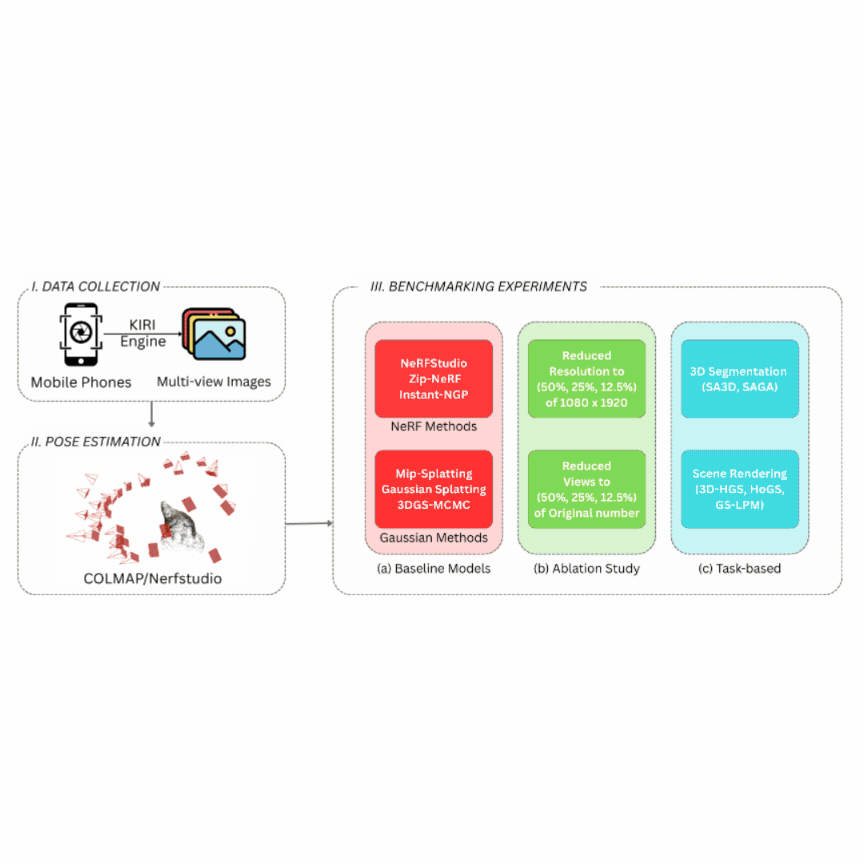 I. DATA COLLECTION
KIRI
Engine
Mobile Phones
Multi-view Images
II. POSE ESTIMATION
COLMAP/Nerfstudio
III. BENCHMARKING EXPERIMENTS
NeRFStudio
Zip-NeRF
Instant-NGP
NeRF Methods
Mip-Splatting
Gaussian Splatting
3DGS-MCMC
Gaussian Methods
(a) Baseline Models
Reduced
Resolution to
(50%, 25%, 12.5%)
of 1080 x 1920
Reduced
Views to
(50%, 25%, 12.5%)
of Original number
(b) Ablation Study
3D Segmentation
(SA3D, SAGA)
Scene Rendering
(3D-HGS, HoGS,
GS-LPM)
(c) Task-based